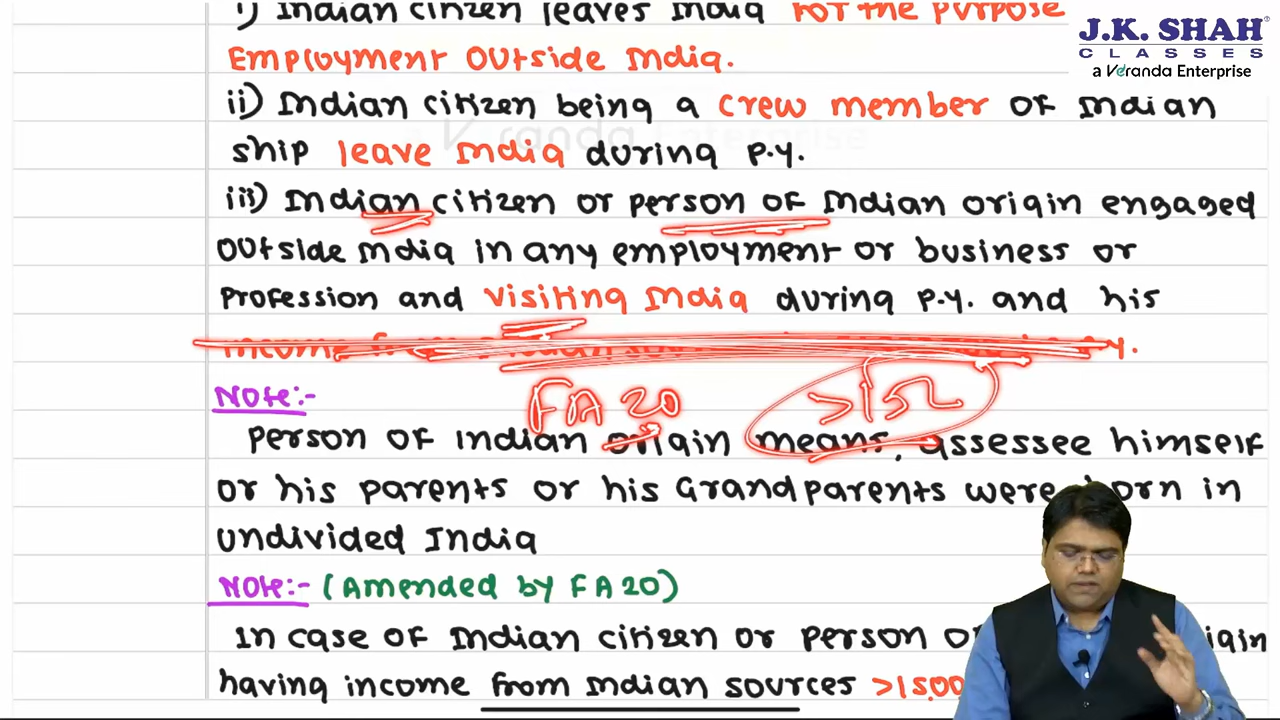 i) Indian citizen leaves India for the purpose
Employment outside India.
J.K. SHAH
CLASSES
a Veranda Enterprise
ii) Indian citizen being a crew member of Indian
ship leave India during p.y.
iii) Indian citizen or person of Indian origin engaged
outside India in any employment or business or
profession and visiting India during p.y. and his
income from Indian
Note:-
FA 20
person of Indian origin means, assessee himself
or his parents or his Grandparents were born in
undivided India
Note:- (Amended by FA 20)
In case of Indian citizen or person
having income from Indian sources >1500